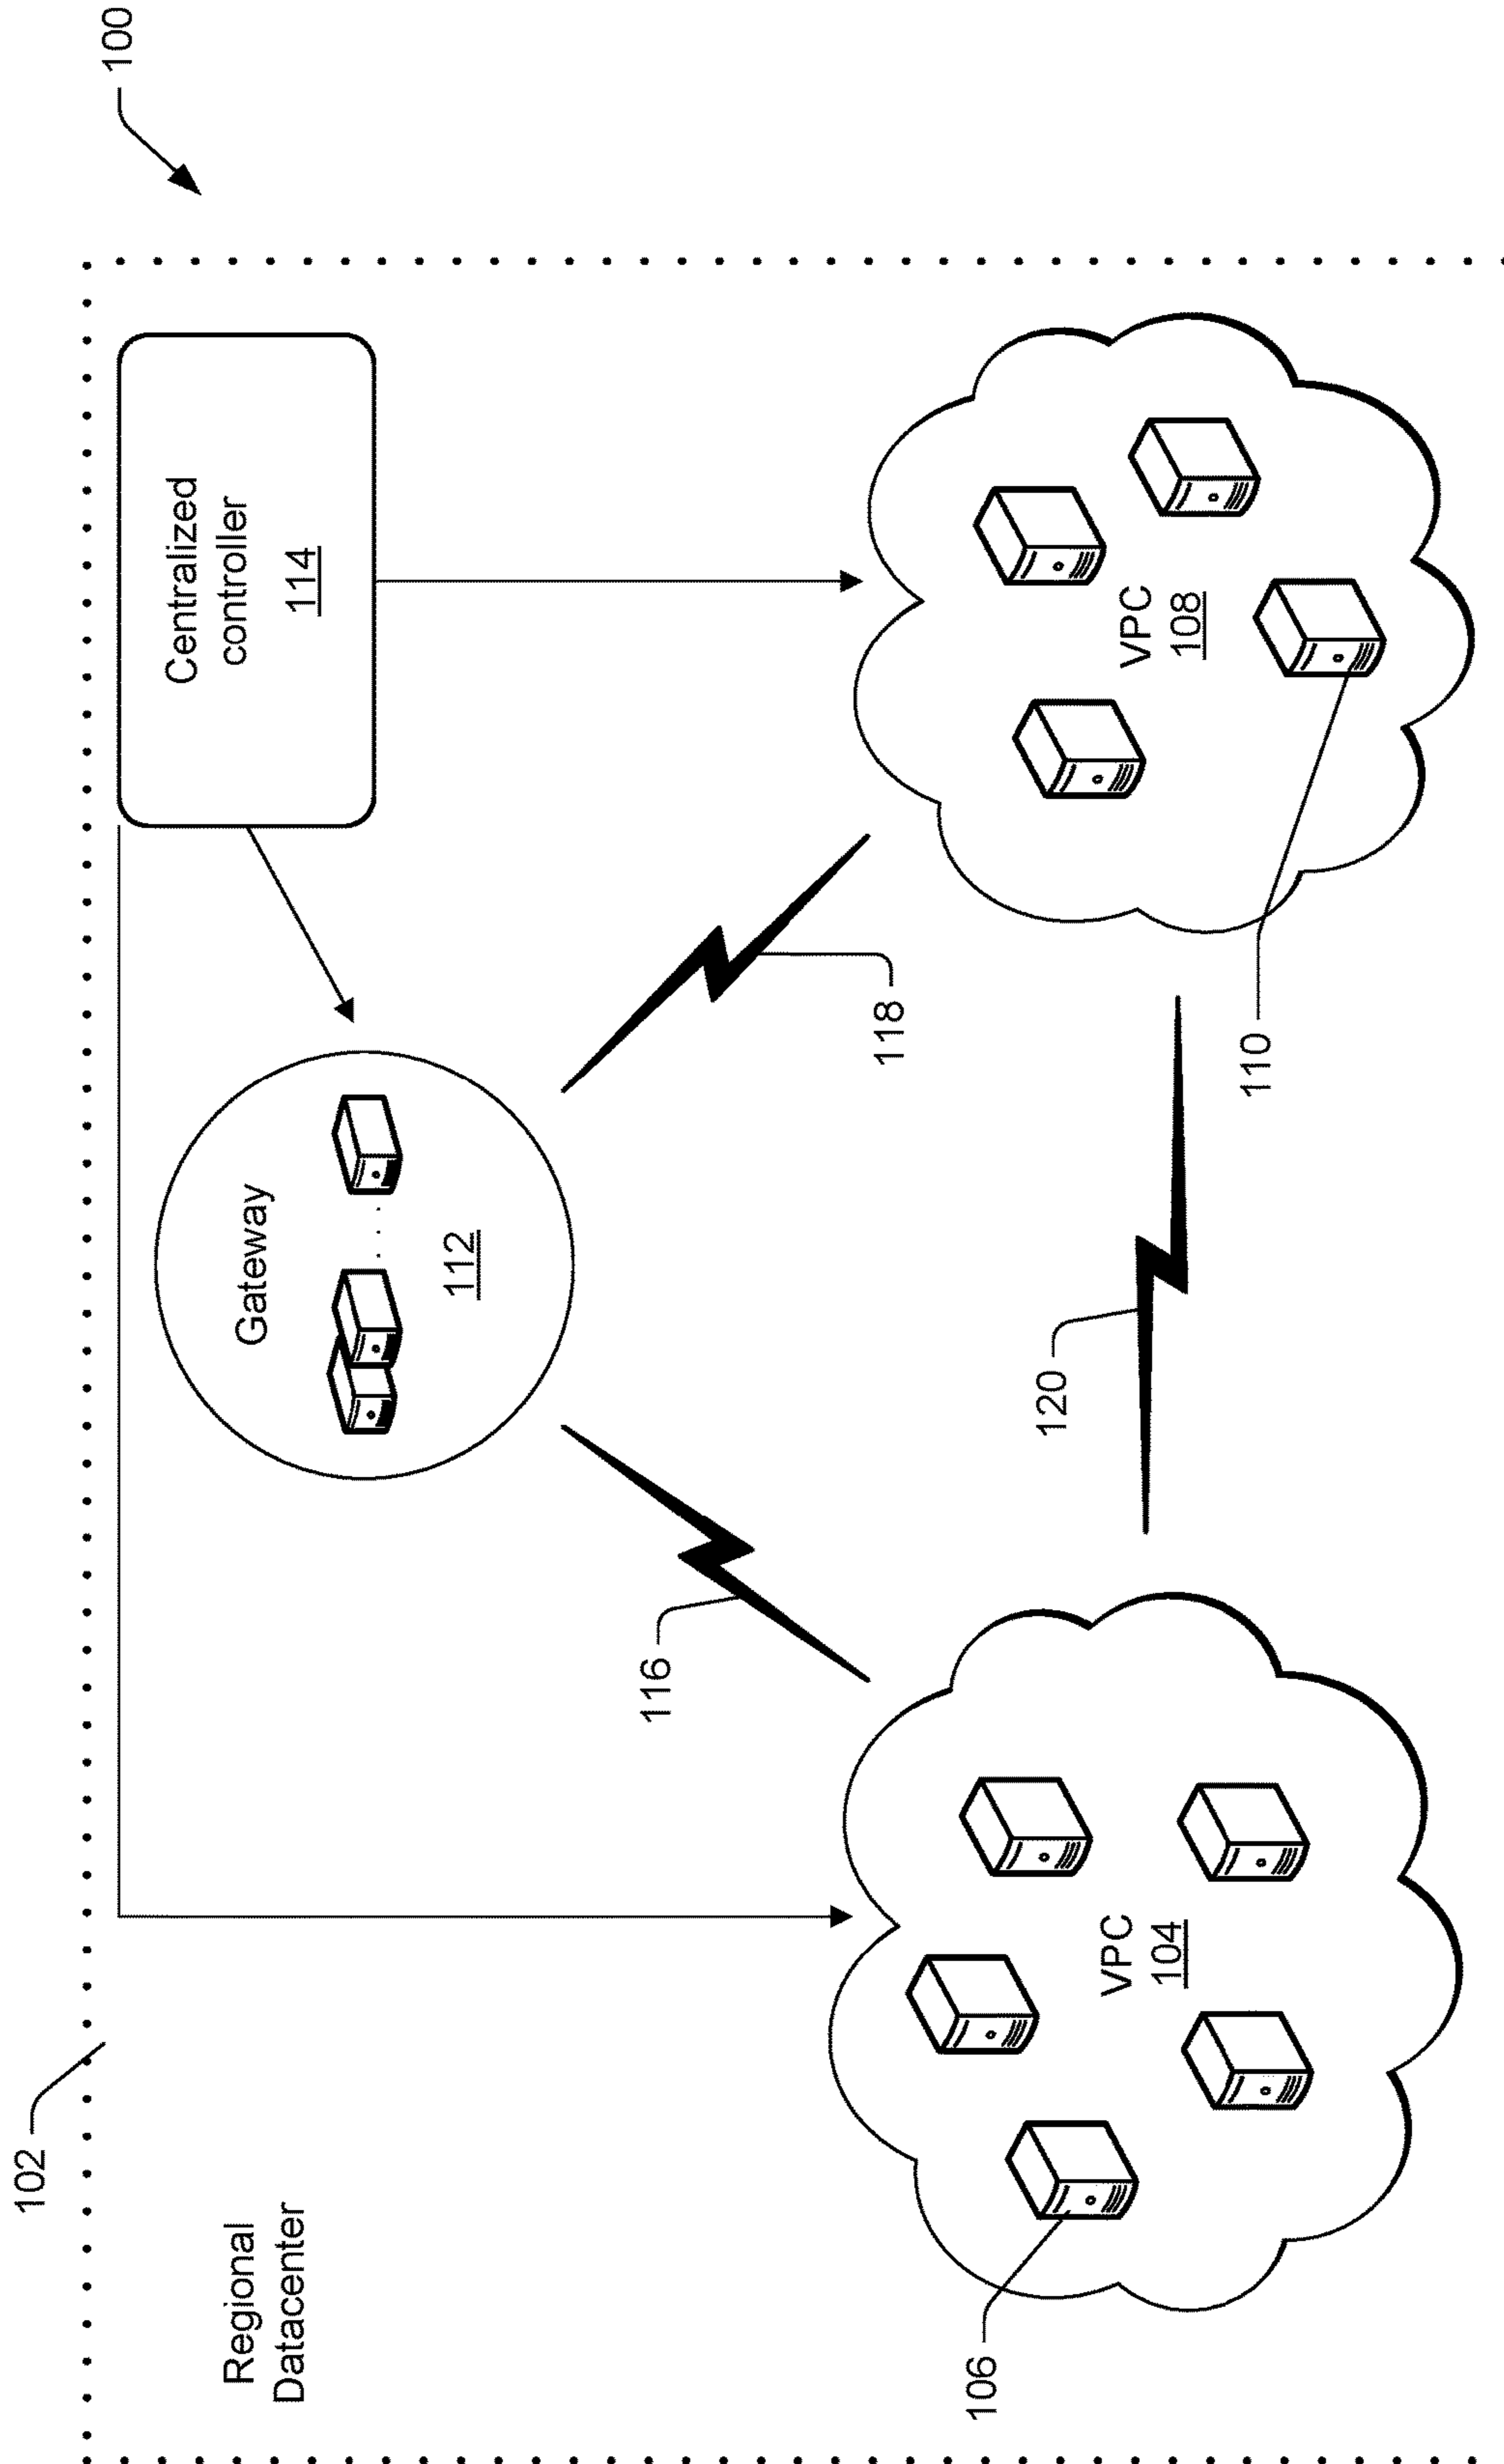 100
102
Regional
Datacenter
Centralized
controller
114
Gateway
. . .
112
116
118
120
VPC
104
106
VPC
108
110